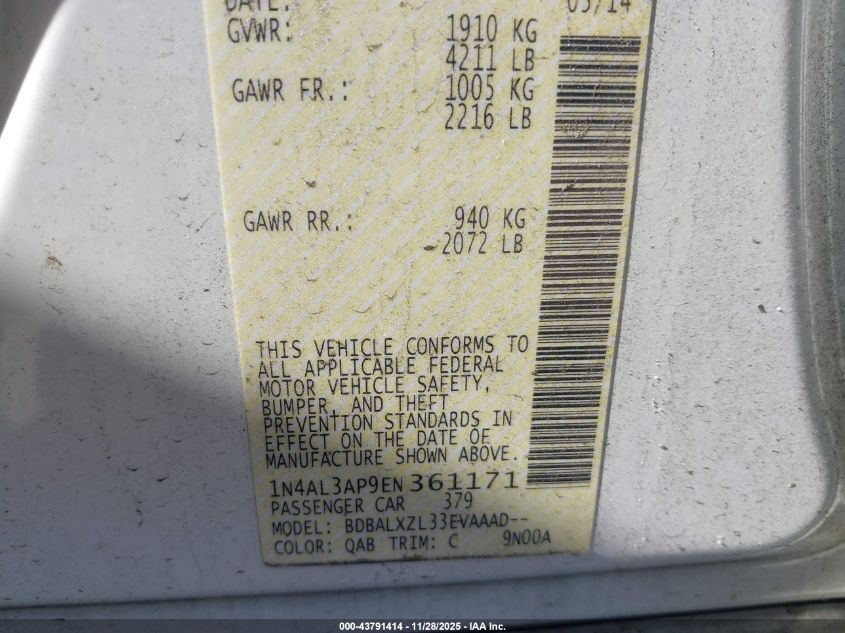 DATE: 05/14
GVWR: 1910 KG
4211 LB
GAWR FR.: 1005 KG
2216 LB
GAWR RR.: 940 KG
2072 LB
THIS VEHICLE CONFORMS TO
ALL APPLICABLE FEDERAL
MOTOR VEHICLE SAFETY,
BUMPER, AND THEFT
PREVENTION STANDARDS IN
EFFECT ON THE DATE OF
MANUFACTURE SHOWN ABOVE.
1N4AL3AP9EN361171
PASSENGER CAR 379
MODEL: BDBALXZL33EVAAAD--
COLOR: QAB TRIM: C 9N00A
000-43791414 | 11/28/2025 - IAA Inc.